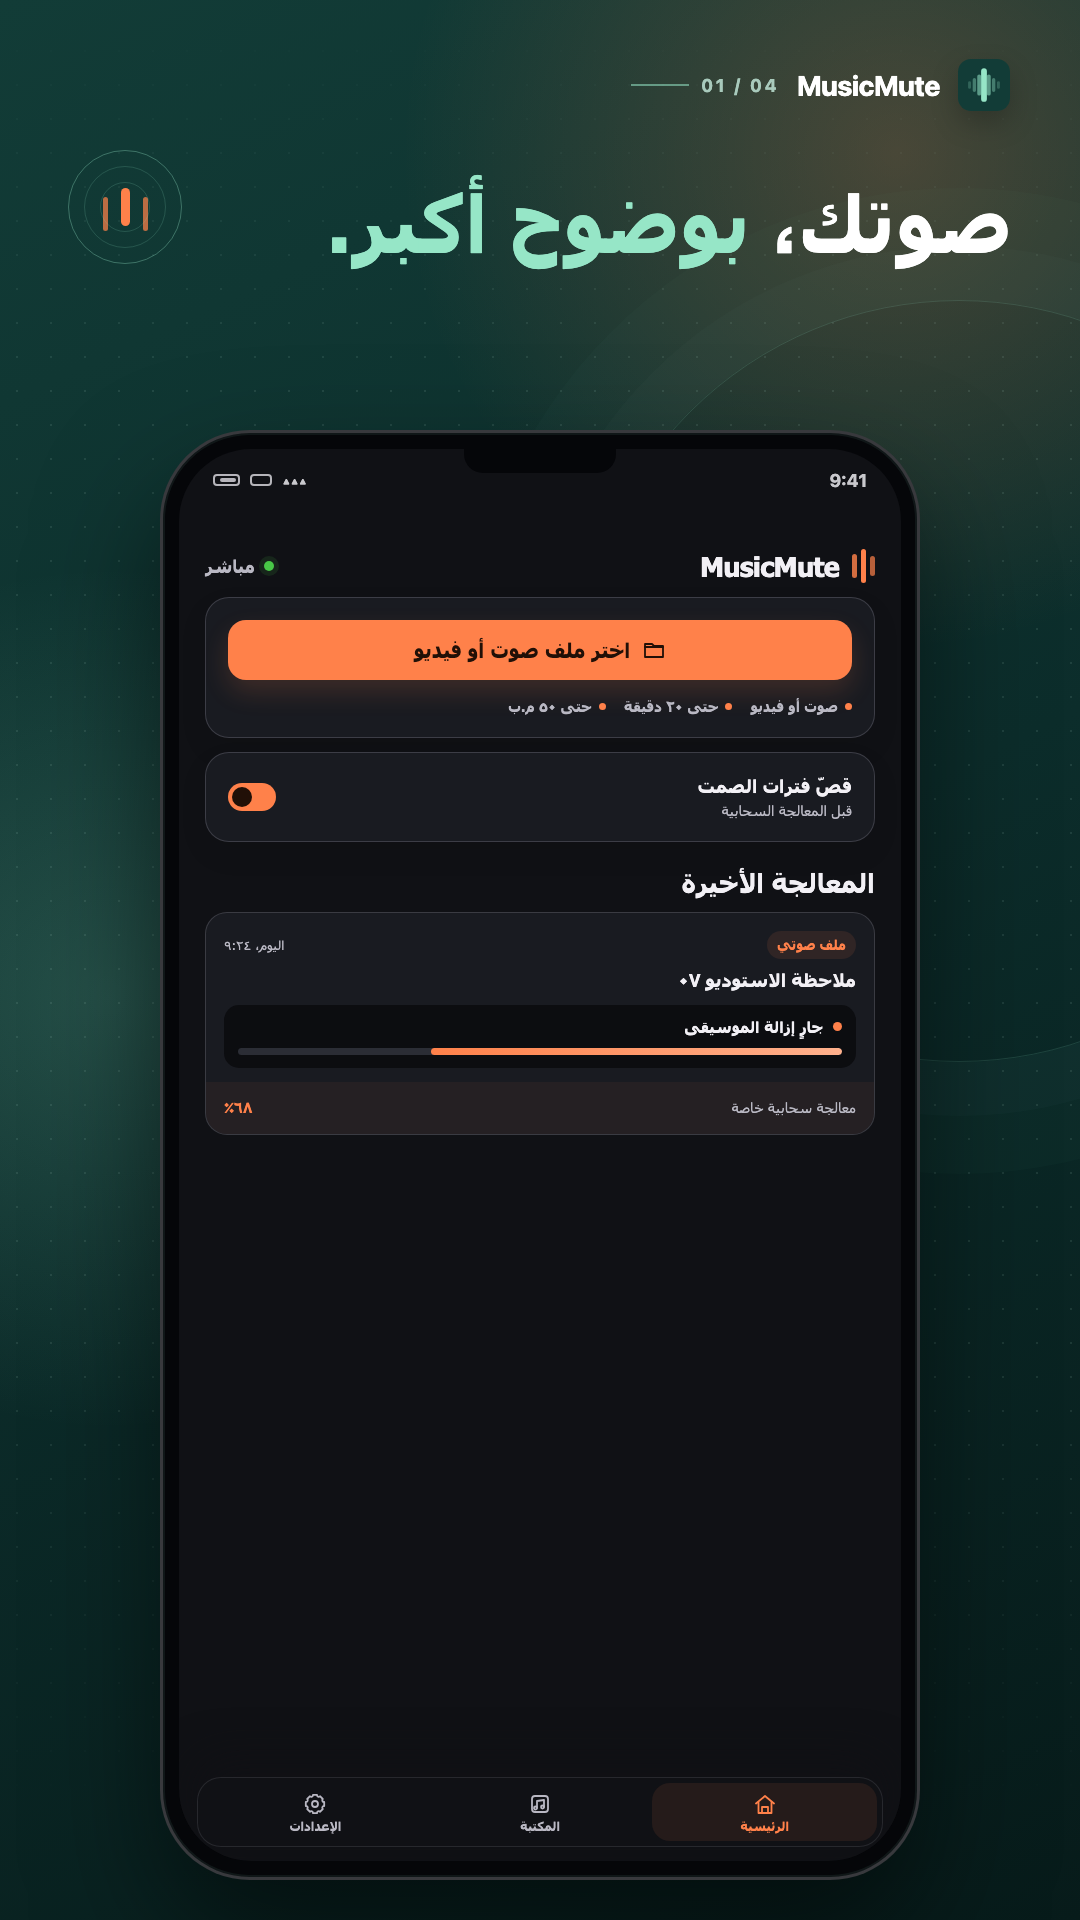 MusicMute 01 / 04
صوتك، بوضوح أكبر.
9:41
MusicMute
مباشر
اختر ملف صوت أو فيديو
صوت أو فيديو
حتى ٢٠ دقيقة
حتى ٥٠ م.ب
قصّ فترات الصمت
قبل المعالجة السحابية
المعالجة الأخيرة
ملف صوتي
اليوم، ٩:٢٤
ملاحظة الاستوديو ٠٧
جارٍ إزالة الموسيقى
معالجة سحابية خاصة
٦٨٪
الرئيسية
المكتبة
الإعدادات